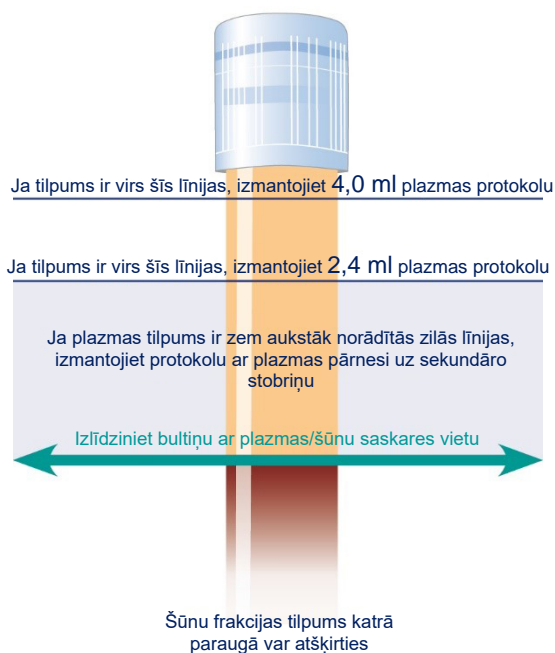 Ja tilpums ir virs šīs līnijas, izmantojiet 4,0 ml plazmas protokolu
Ja tilpums ir virs šīs līnijas, izmantojiet 2,4 ml plazmas protokolu
Ja plazmas tilpums ir zem aukstāk norādītās zilās līnijas,
izmantojiet protokolu ar plazmas pārnesi uz sekundāro
stobriņu
Izlīdziniet bultiņu ar plazmas/šūnu saskares vietu
Šūnu frakcijas tilpums katrā
paraugā var atšķirties